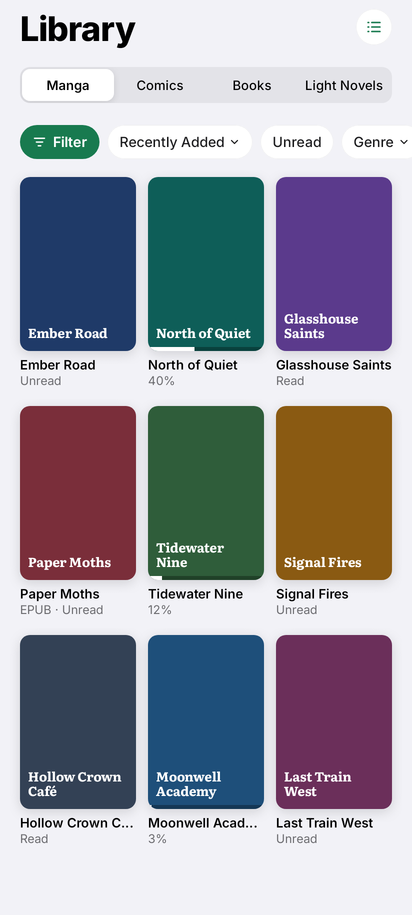 Library
Manga
Comics
Books
Light Novels
Filter
Recently Added
Unread
Genre
Ember Road
North of Quiet
Glasshouse
Saints
Ember Road
North of Quiet
Glasshouse Saints
Unread
40%
Read
Paper Moths
Tidewater
Nine
Signal Fires
Paper Moths
Tidewater Nine
Signal Fires
EPUB · Unread
12%
Unread
Hollow Crown
Café
Moonwell
Academy
Last Train
West
Hollow Crown C...
Moonwell Acad...
Last Train West
Read
3%
Unread